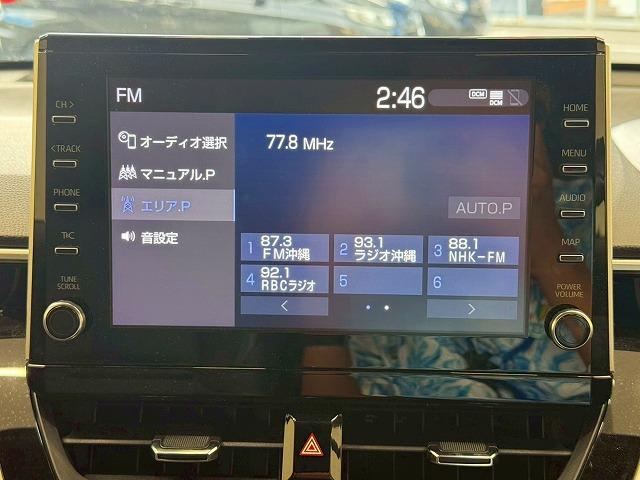 FM
2:46
DCM
DCM
CH >
< TRACK
PHONE
T&C
TUNE
SCROLL
オーディオ選択
マニュアル.P
エリア.P
音設定
77.8 MHz
AUTO.P
1 87.3
FM沖縄
2 93.1
ラジオ沖縄
3 88.1
NHK-FM
4 92.1
RBCラジオ
5
6
<
>
HOME
MENU
AUDIO
MAP
POWER
VOLUME